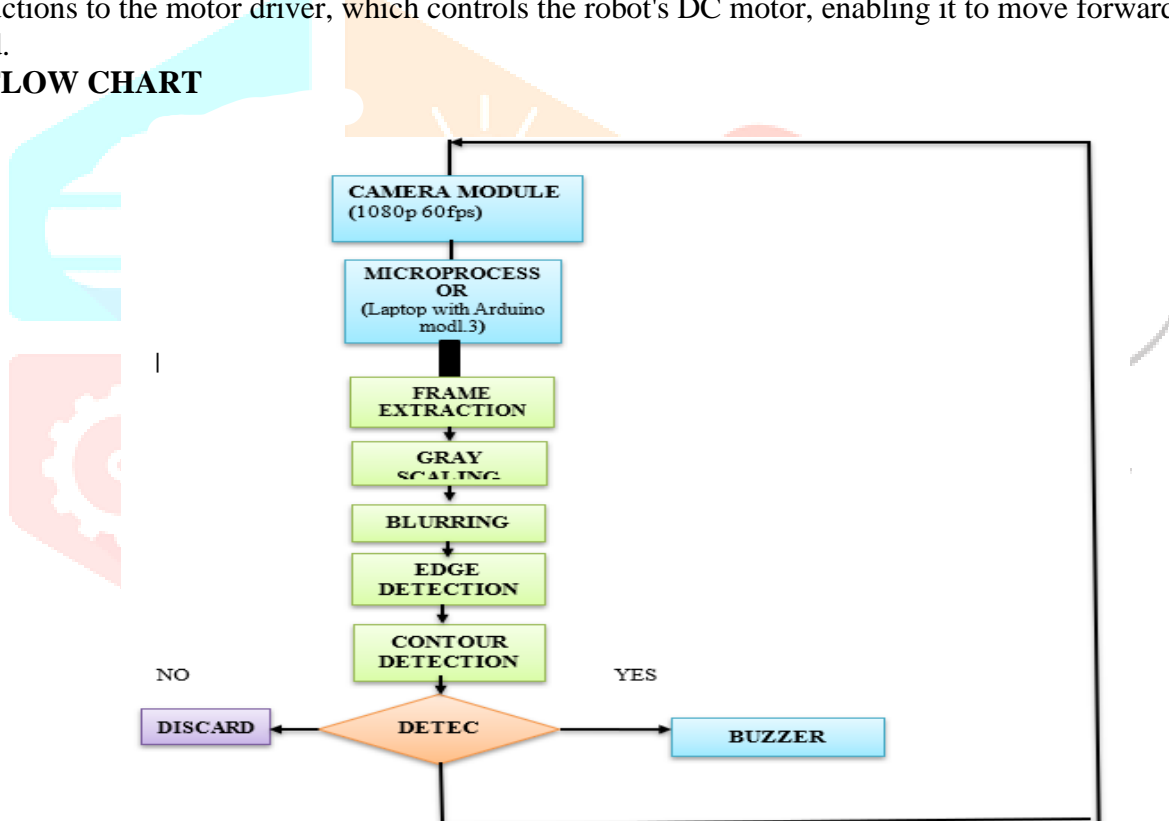 ctions to the motor driver, which controls the robot's DC motor, enabling it to move forward
l.
LOW CHART
CAMERA MODULE
(1080p 60fps)
MICROPROCESS
OR
(Laptop with Arduino
modl.3)
FRAME
EXTRACTION
GRAY
SCALING
BLURRING
EDGE
DETECTION
CONTOUR
DETECTION
NO
YES
DISCARD
DETEC
BUZZER